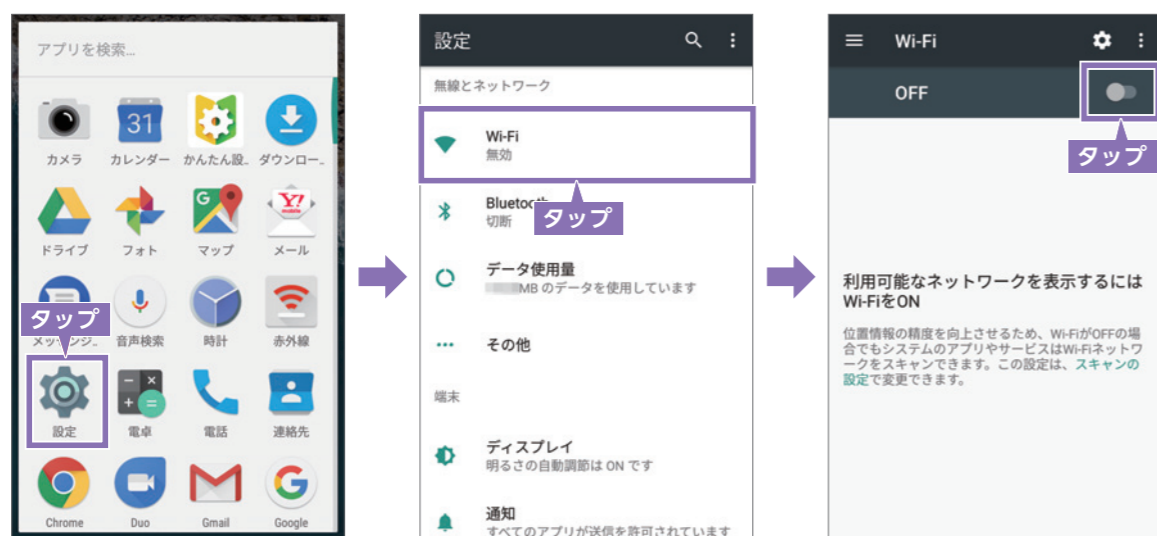 アプリを検索...
31
カメラ
カレンダー
かんたん設..
ダウンロー..
G
Y!
mobile
ドライブ
フォト
マップ
メール
タップ
メッセンジ..
音声検索
時計
赤外線
設定
電卓
電話
連絡先
Chrome
Duo
Gmail
Google
設定
無線とネットワーク
Wi-Fi
無効
Bluetooth
切断
タップ
データ使用量
MB のデータを使用しています
その他
端末
ディスプレイ
明るさの自動調節は ON です
通知
すべてのアプリが送信を許可されています
Wi-Fi
OFF
タップ
利用可能なネットワークを表示するには
Wi-FiをON
位置情報の精度を向上させるため、Wi-FiがOFFの場
合でもシステムのアプリやサービスはWi-Fiネットワ
ークをスキャンできます。この設定は、スキャンの
設定で変更できます。